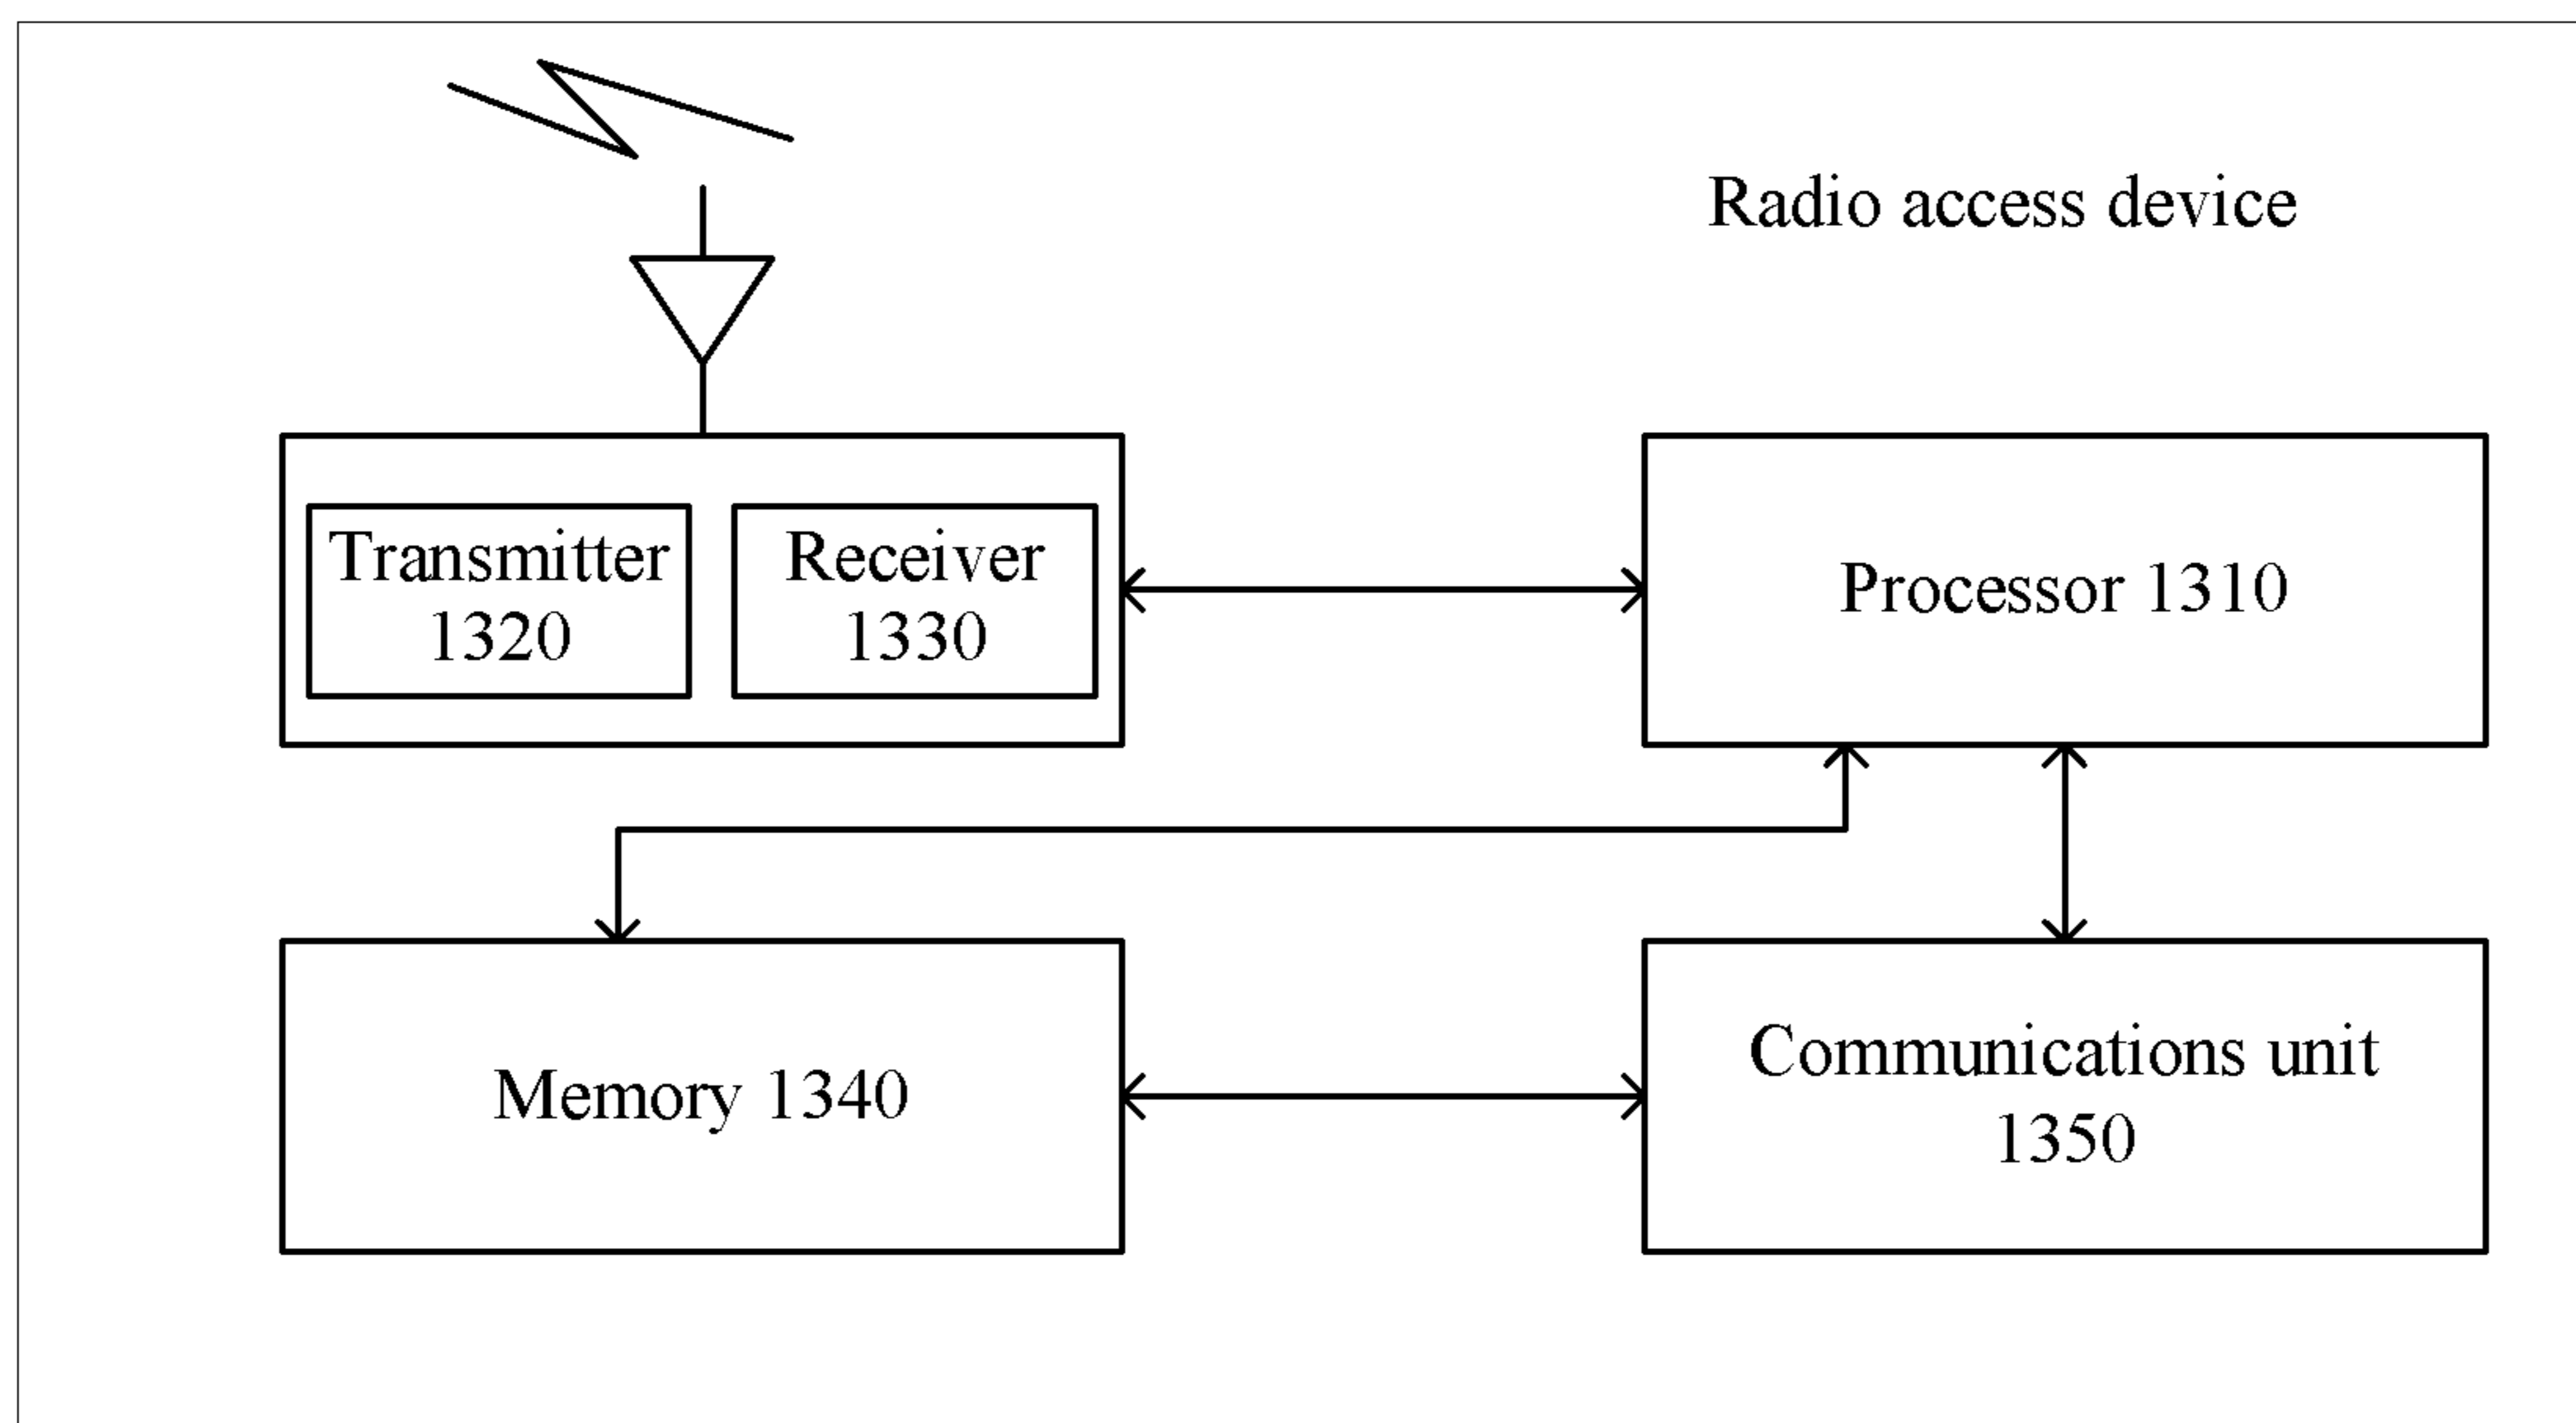 Radio access device
Transmitter
1320
Receiver
1330
Processor 1310
Memory 1340
Communications unit
1350